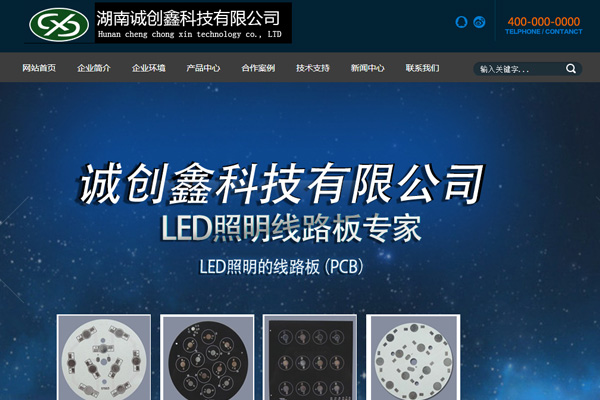 CXS
湖南诚创鑫科技有限公司
Hunan cheng chong xin technology co., LTD
400-000-0000
TELPHONE / CONTANCT
网站首页 企业简介 企业环境 产品中心 合作案例 技术支持 新闻中心 联系我们
输入关键字...
诚创鑫科技有限公司
LED照明线路板专家
LED照明的线路板 (PCB)